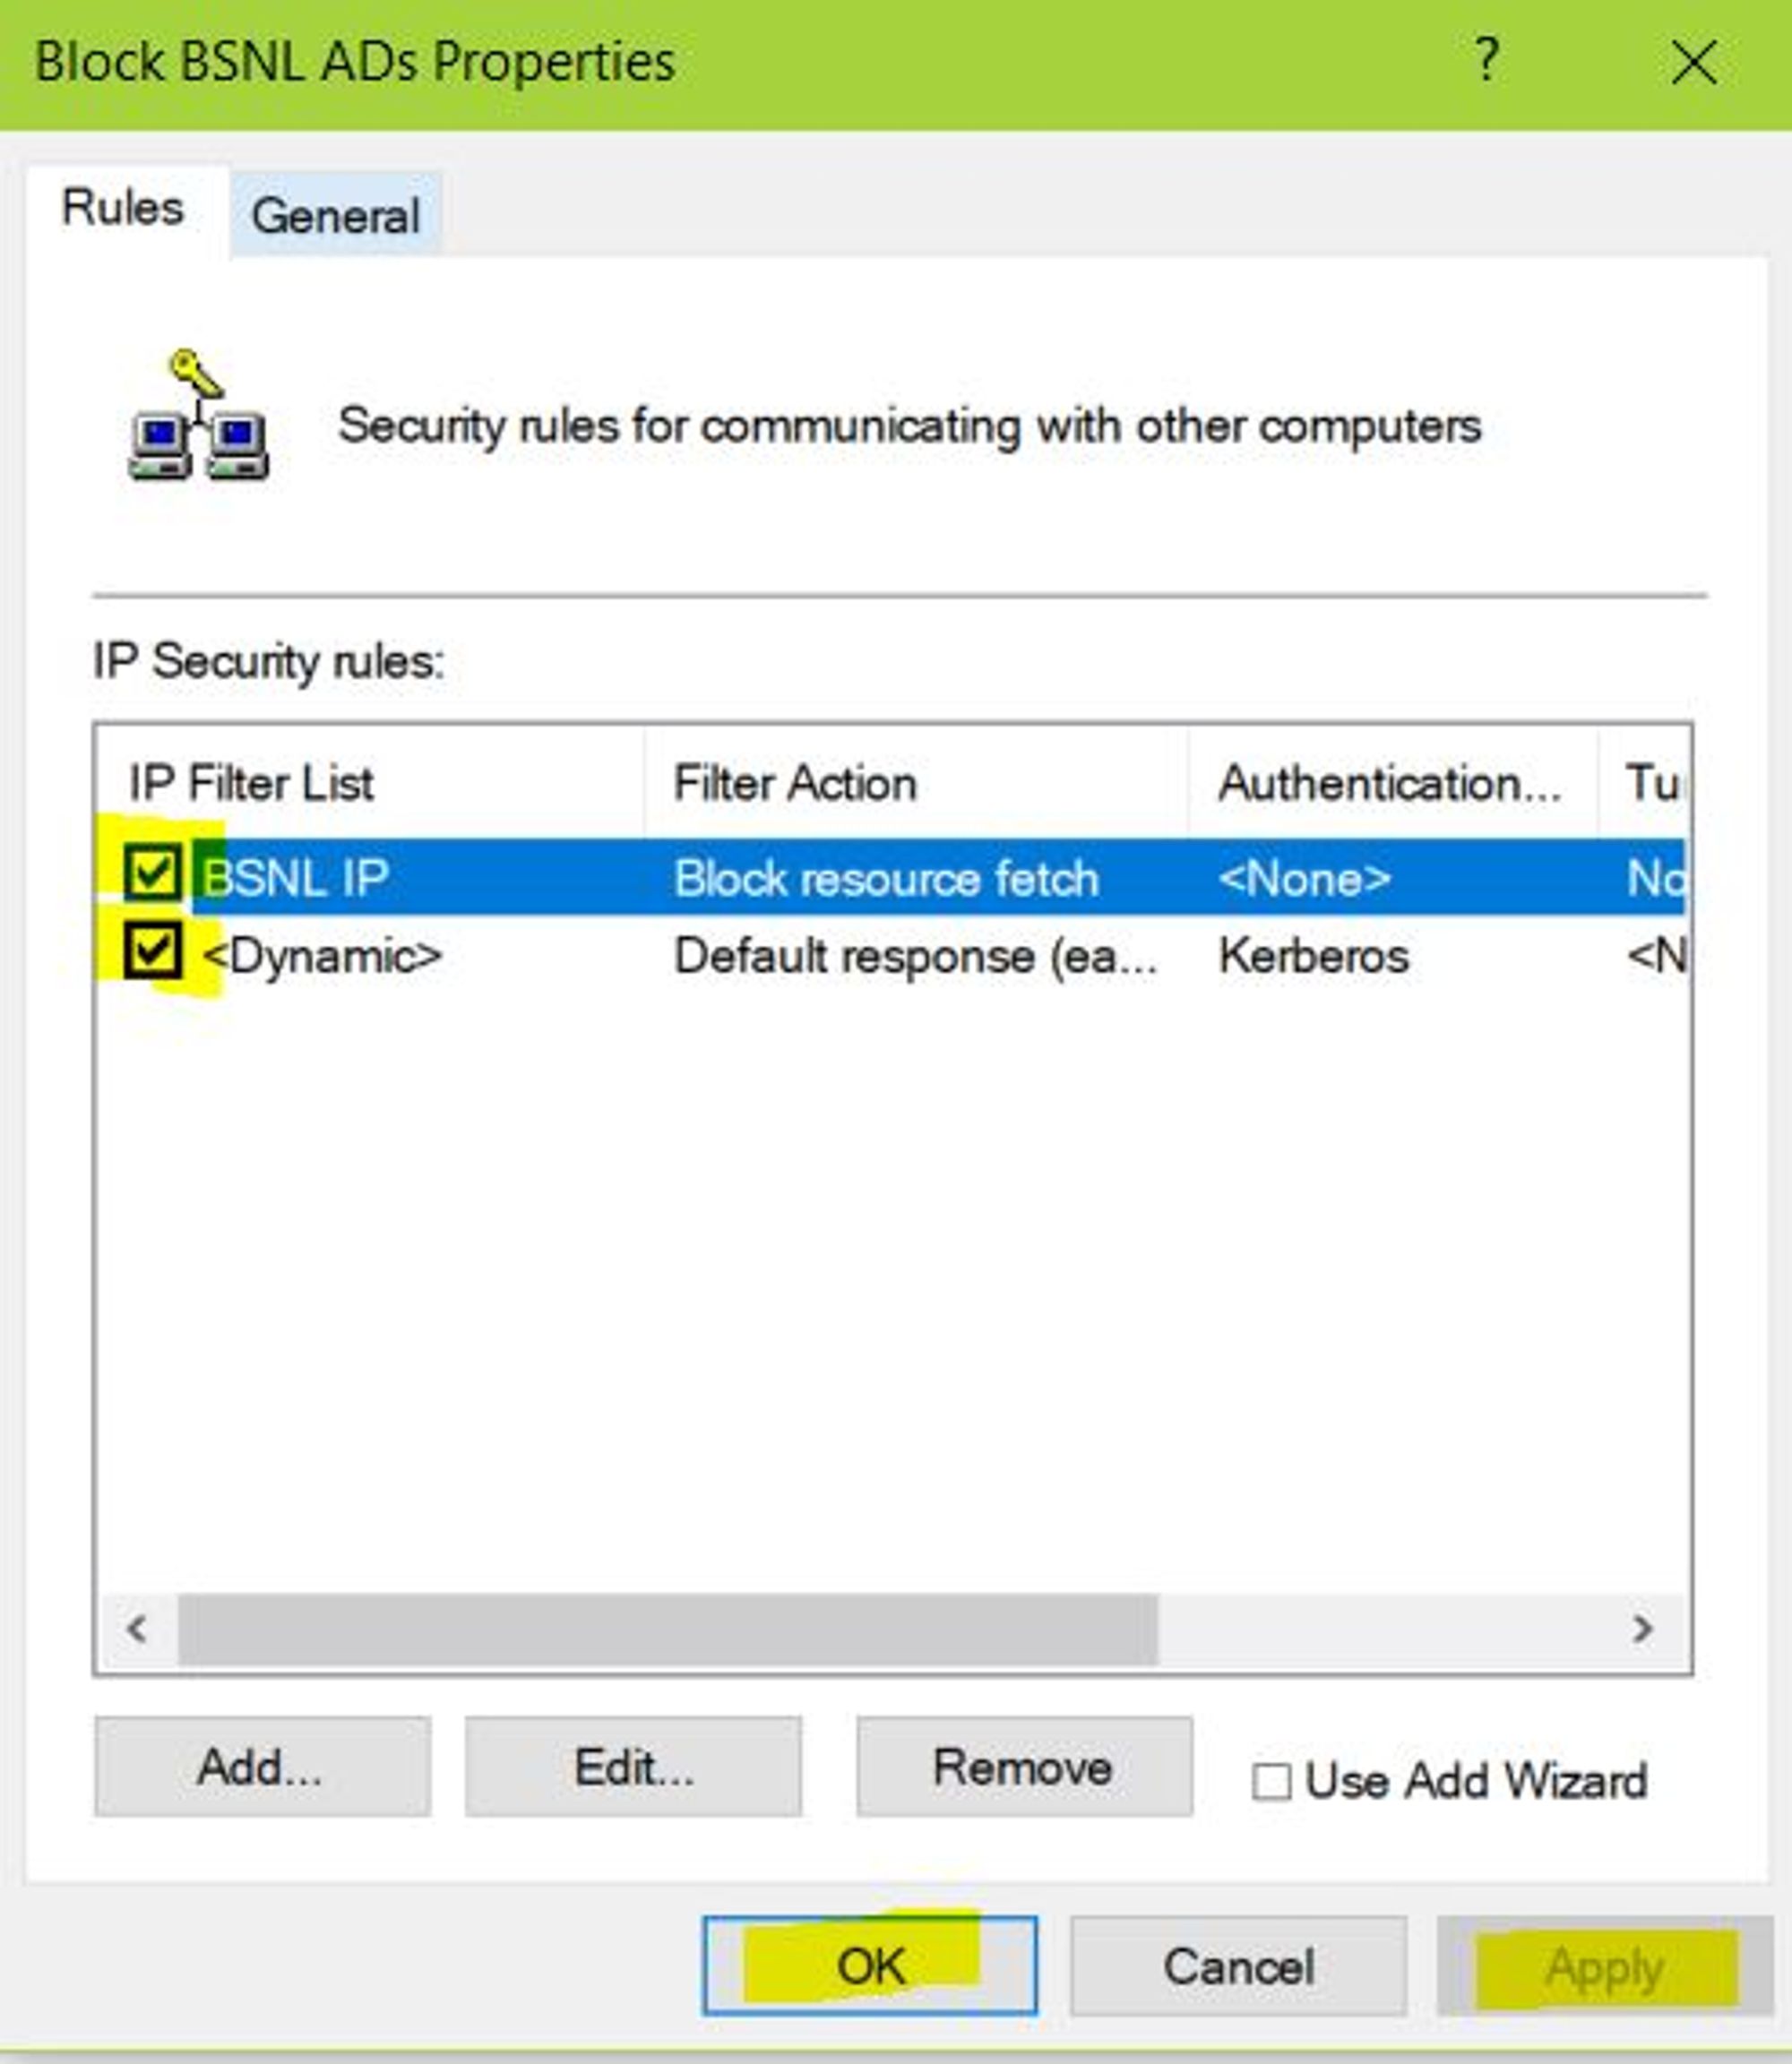 Block BSNL ADs Properties ? 
Rules General
Security rules for communicating with other computers
IP Security rules:
IP Filter List Filter Action Authentication... Tu
BSNL IP Block resource fetch <None> No
<Dynamic> Default response (ea... Kerberos <N
Add... Edit... Remove Use Add Wizard
OK Cancel Apply